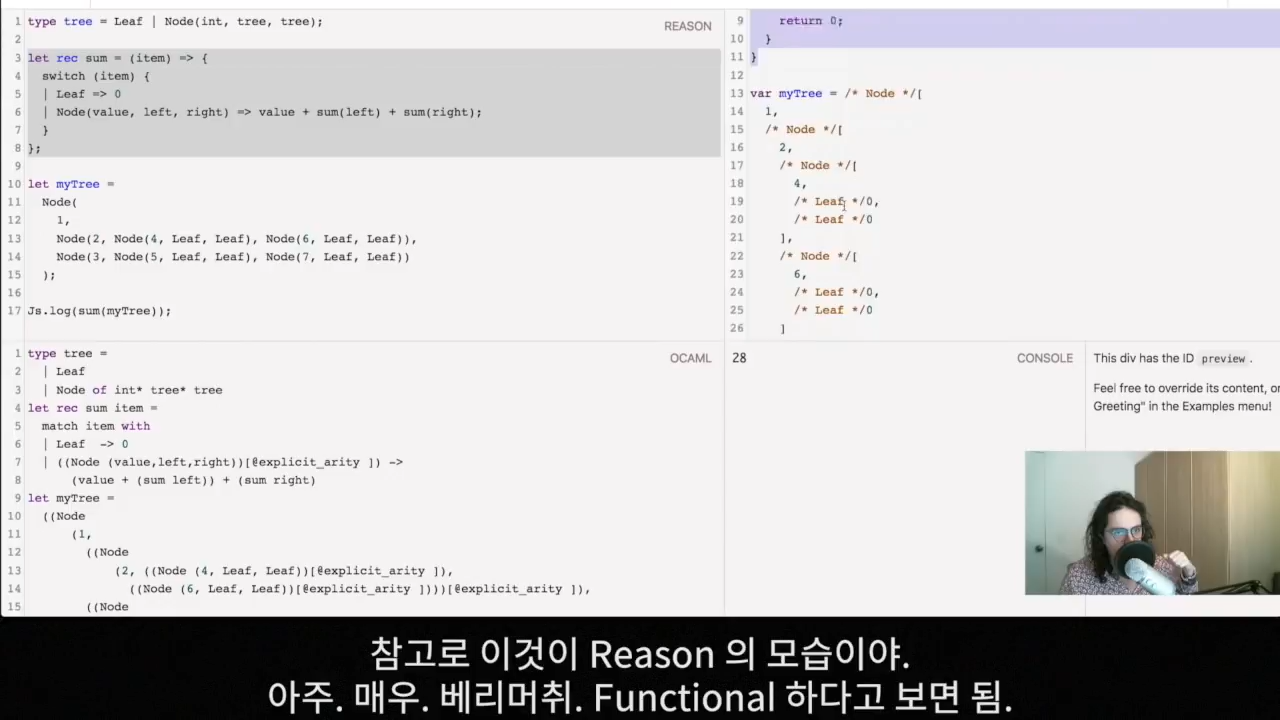 1 type tree = Leaf | Node(int, tree, tree);
REASON
2
3 let rec sum = (item) => {
4 switch (item) {
5 | Leaf => 0
6 | Node(value, left, right) => value + sum(left) + sum(right);
7 }
8 };
9
10 let myTree =
11 Node(
12 1,
13 Node(2, Node(4, Leaf, Leaf), Node(6, Leaf, Leaf)),
14 Node(3, Node(5, Leaf, Leaf), Node(7, Leaf, Leaf))
15 );
16
17 Js.log(sum(myTree));
9 return 0;
10 }
11 }
12
13 var myTree = /* Node */[
14 1,
15 /* Node */[
16 2,
17 /* Node */[
18 4,
19 /* Leaf */0,
20 /* Leaf */0
21 ],
22 /* Node */[
23 6,
24 /* Leaf */0,
25 /* Leaf */0
26 ]
1 type tree =
OCAML
2 | Leaf
3 | Node of int* tree* tree
4 let rec sum item =
5 match item with
6 | Leaf -> 0
7 | ((Node (value,left,right))[@explicit_arity ]) ->
8 (value + (sum left)) + (sum right)
9 let myTree =
10 ((Node
11 (1,
12 ((Node
13 (2, ((Node (4, Leaf, Leaf))[@explicit_arity ]),
14 ((Node (6, Leaf, Leaf))[@explicit_arity ])))[@explicit_arity ]),
15 ((Node
28
CONSOLE
This div has the ID preview .
Feel free to override its content, or
Greeting" in the Examples menu!
참고로 이것이 Reason 의 모습이야.
아주. 매우. 베리머취. Functional 하다고 보면 됨.